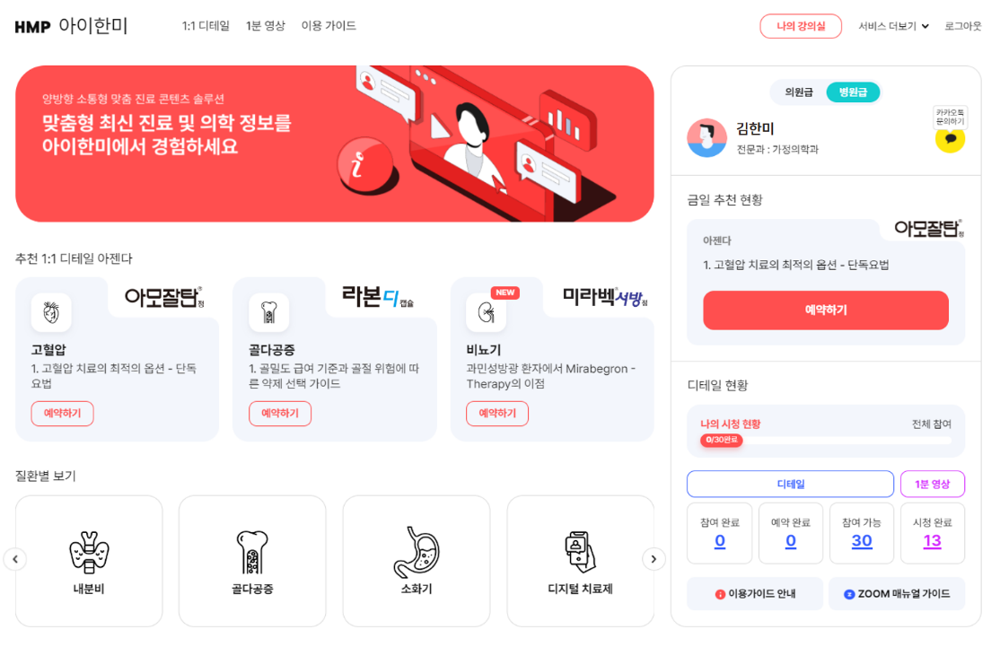 HMP 아이한미
1:1 디테일
1분 영상
이용 가이드
나의 강의실
서비스 더보기
로그아웃
양방향 소통형 맞춤 진료 콘텐츠 솔루션
맞춤형 최신 진료 및 의학 정보를
아이한미에서 경험하세요
i
추천 1:1 디테일 아젠다
아모잘탄® 정
고혈압
1. 고혈압 치료의 최적의 옵션 - 단독
요법
예약하기
라본디 캡슐
골다공증
1. 골밀도 급여 기준과 골절 위험에 따
른 약제 선택 가이드
예약하기
NEW
미라벡®서방정
비뇨기
과민성방광 환자에서 Mirabegron -
Therapy의 이점
예약하기
질환별 보기
내분비
골다공증
소화기
디지털 치료제
의원급
병원급
김한미
전문과 : 가정의학과
카카오톡
문의하기
금일 추천 현황
아모잘탄® 정
아젠다
1. 고혈압 치료의 최적의 옵션 - 단독요법
예약하기
디테일 현황
나의 시청 현황
전체 참여
0/30완료
디테일
1분 영상
참여 완료
0
예약 완료
0
참여 가능
30
시청 완료
13
이용가이드 안내
ZOOM 매뉴얼 가이드